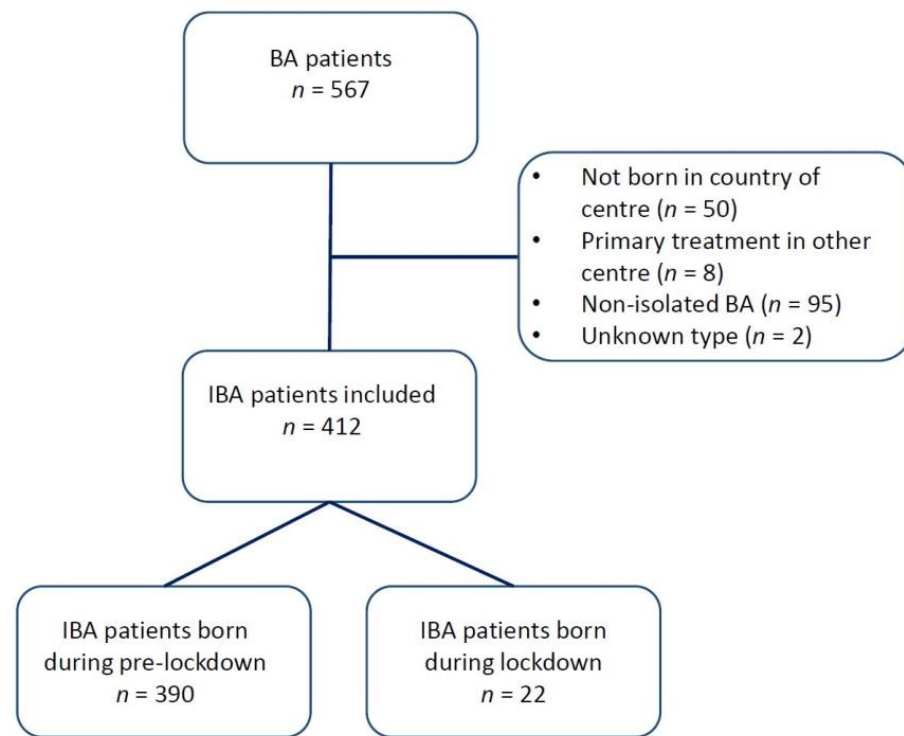 BA patients
n = 567
• Not born in country of
centre (n = 50)
• Primary treatment in other
centre (n = 8)
• Non-isolated BA (n = 95)
• Unknown type (n = 2)
IBA patients included
n = 412
IBA patients born
during pre-lockdown
n = 390
IBA patients born
during lockdown
n = 22